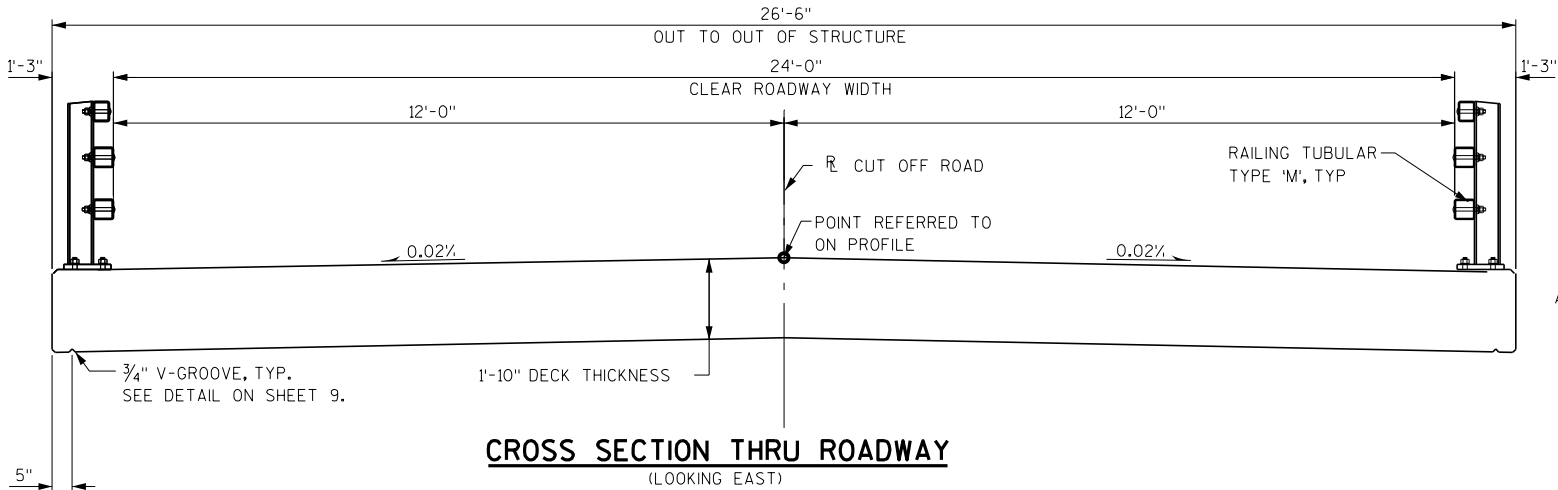 26'-6"
OUT TO OUT OF STRUCTURE
1'-3"
24'-0"
1'-3"
CLEAR ROADWAY WIDTH
12'-0"
12'-0"
RAILING TUBULAR
TYPE 'M', TYP
R/L CUT OFF ROAD
POINT REFERRED TO
ON PROFILE
0.02'/'
0.02'/'
3/4" V-GROOVE, TYP.
SEE DETAIL ON SHEET 9.
1'-10" DECK THICKNESS
CROSS SECTION THRU ROADWAY
(LOOKING EAST)
5"